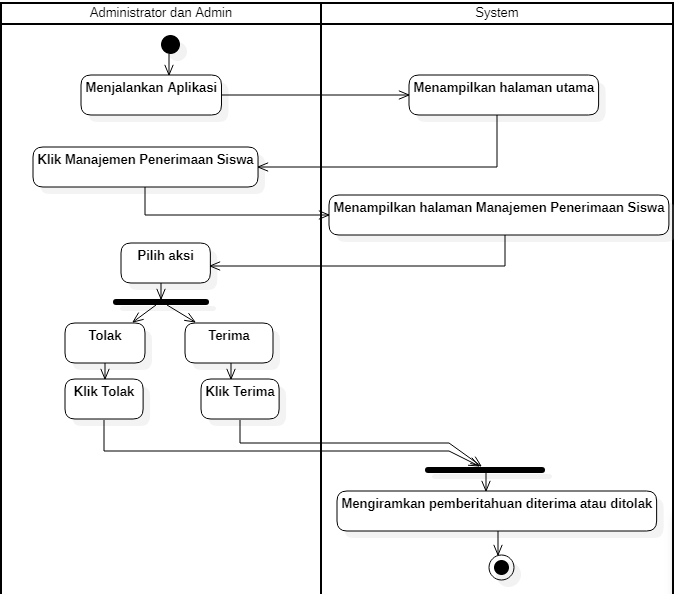 Administrator dan Admin
System
Menjalankan Aplikasi
Menampilkan halaman utama
Klik Manajemen Penerimaan Siswa
Menampilkan halaman Manajemen Penerimaan Siswa
Pilih aksi
Tolak
Terima
Klik Tolak
Klik Terima
Mengiramkan pemberitahuan diterima atau ditolak